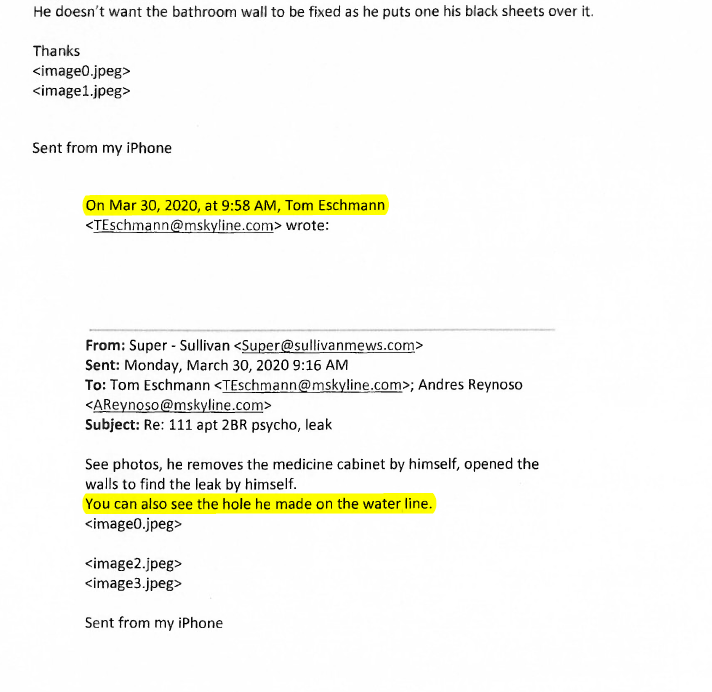 He doesn't want the bathroom wall to be fixed as he puts one his black sheets over it.
Thanks
<image0.jpeg>
<image1.jpeg>
Sent from my iPhone
On Mar 30, 2020, at 9:58 AM, Tom Eschmann
<TEschmann@mskyline.com> wrote:
From: Super - Sullivan <Super@sullivanmews.com>
Sent: Monday, March 30, 2020 9:16 AM
To: Tom Eschmann <TEschmann@mskyline.com>; Andres Reynoso
<AReynoso@mskyline.com>
Subject: Re: 111 apt 2BR psycho, leak
See photos, he removes the medicine cabinet by himself, opened the
walls to find the leak by himself.
You can also see the hole he made on the water line.
<image0.jpeg>
<image2.jpeg>
<image3.jpeg>
Sent from my iPhone